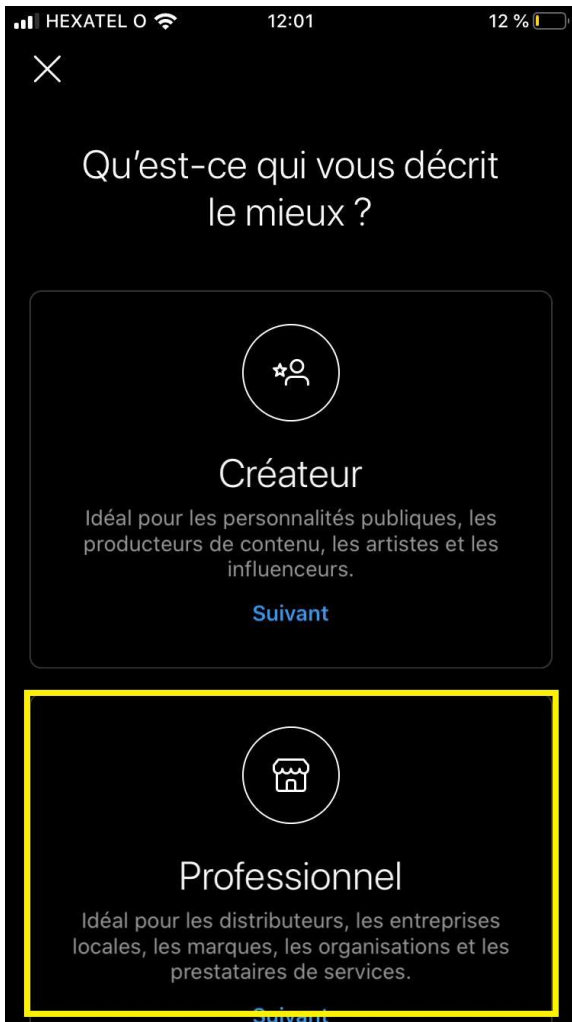 HEXATEL O 12:01 12 %
Qu’est-ce qui vous décrit
le mieux ?
Créateur
Idéal pour les personnalités publiques, les
producteurs de contenu, les artistes et les
influenceurs.
Suivant
Professionnel
Idéal pour les distributeurs, les entreprises
locales, les marques, les organisations et les
prestataires de services.
Suivant